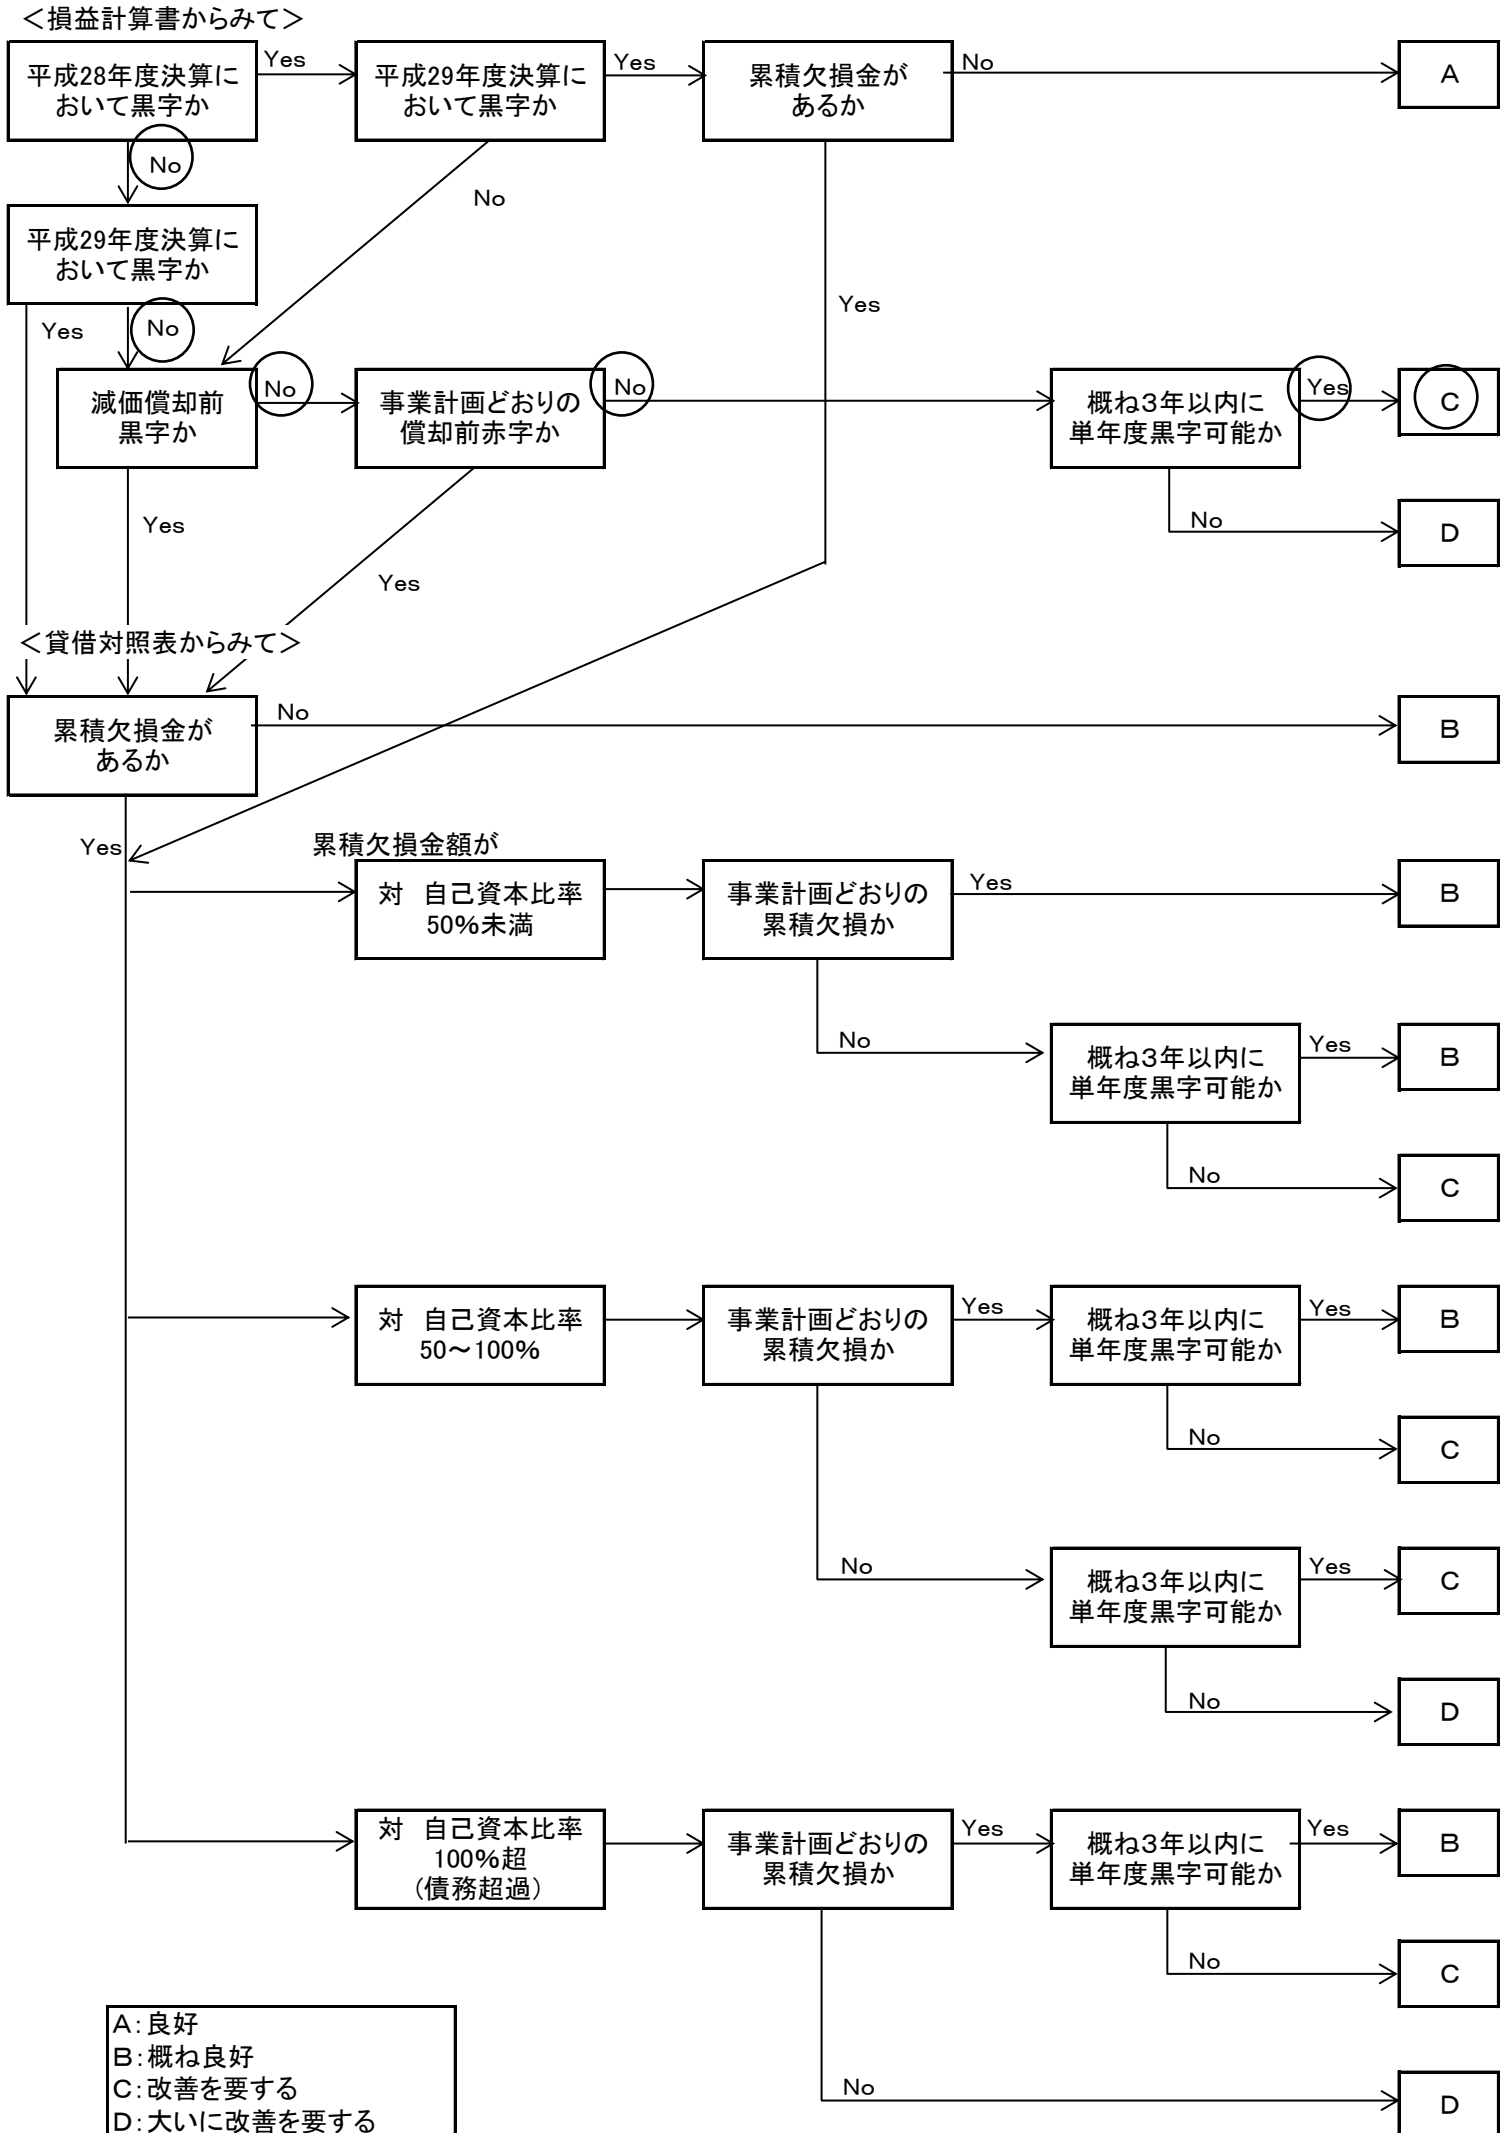 ＜損益計算書からみて＞
平成28年度決算に
おいて黒字か
Yes
平成29年度決算に
おいて黒字か
Yes
累積欠損金が
あるか
No
A
No
No
平成29年度決算に
おいて黒字か
Yes
Yes
No
減価償却前
黒字か
No
事業計画どおりの
償却前赤字か
No
概ね３年以内に
単年度黒字可能か
Yes
C
Yes
Yes
No
D
＜貸借対照表からみて＞
累積欠損金が
あるか
No
B
Yes
累積欠損金額が
対　自己資本比率
50％未満
事業計画どおりの
累積欠損か
Yes
B
No
概ね3年以内に
単年度黒字可能か
Yes
B
No
C
対　自己資本比率
50～100％
事業計画どおりの
累積欠損か
Yes
概ね3年以内に
単年度黒字可能か
Yes
B
No
C
No
概ね3年以内に
単年度黒字可能か
Yes
C
No
D
対　自己資本比率
100％超
（債務超過）
事業計画どおりの
累積欠損か
Yes
概ね3年以内に
単年度黒字可能か
Yes
B
No
C
No
D
A：良好
B：概ね良好
C：改善を要する
D：大いに改善を要する